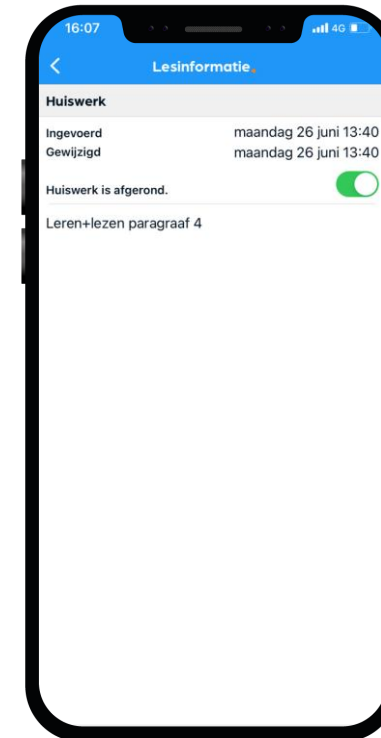 16:07 4G
Lesinformatie.
Huiswerk
Ingevoerd maandag 26 juni 13:40
Gewijzigd maandag 26 juni 13:40
Huiswerk is afgerond.
Leren+lezen paragraaf 4